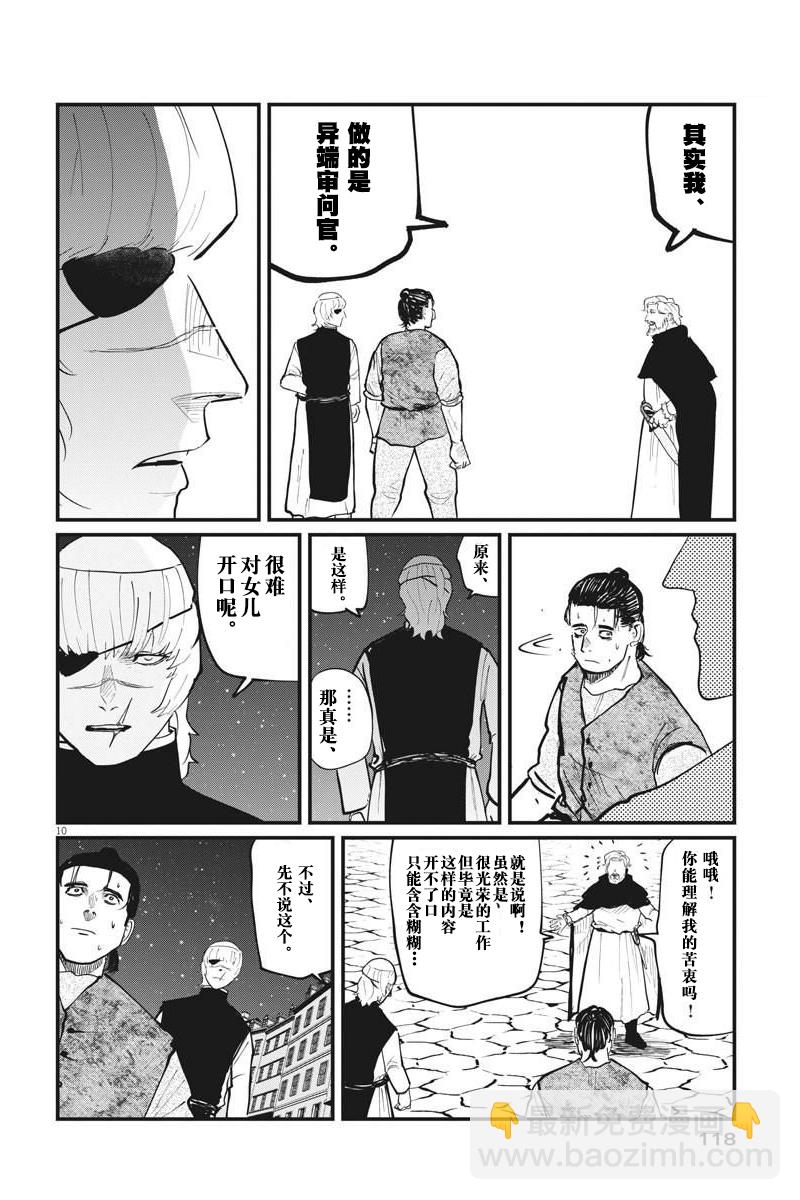 其实我、
做的是
异端审问官。
原来、
是这样。
……
那真是、
很难
对女儿
开口呢。
哦哦！
你能理解我的苦衷吗！
就是说啊！
虽然是、
很光荣的工作
但毕竟是
这样的内容
开不了口
只能含含糊糊…
不过、
先不说这个。
10
118
最新免费漫画
www.baozimh.com